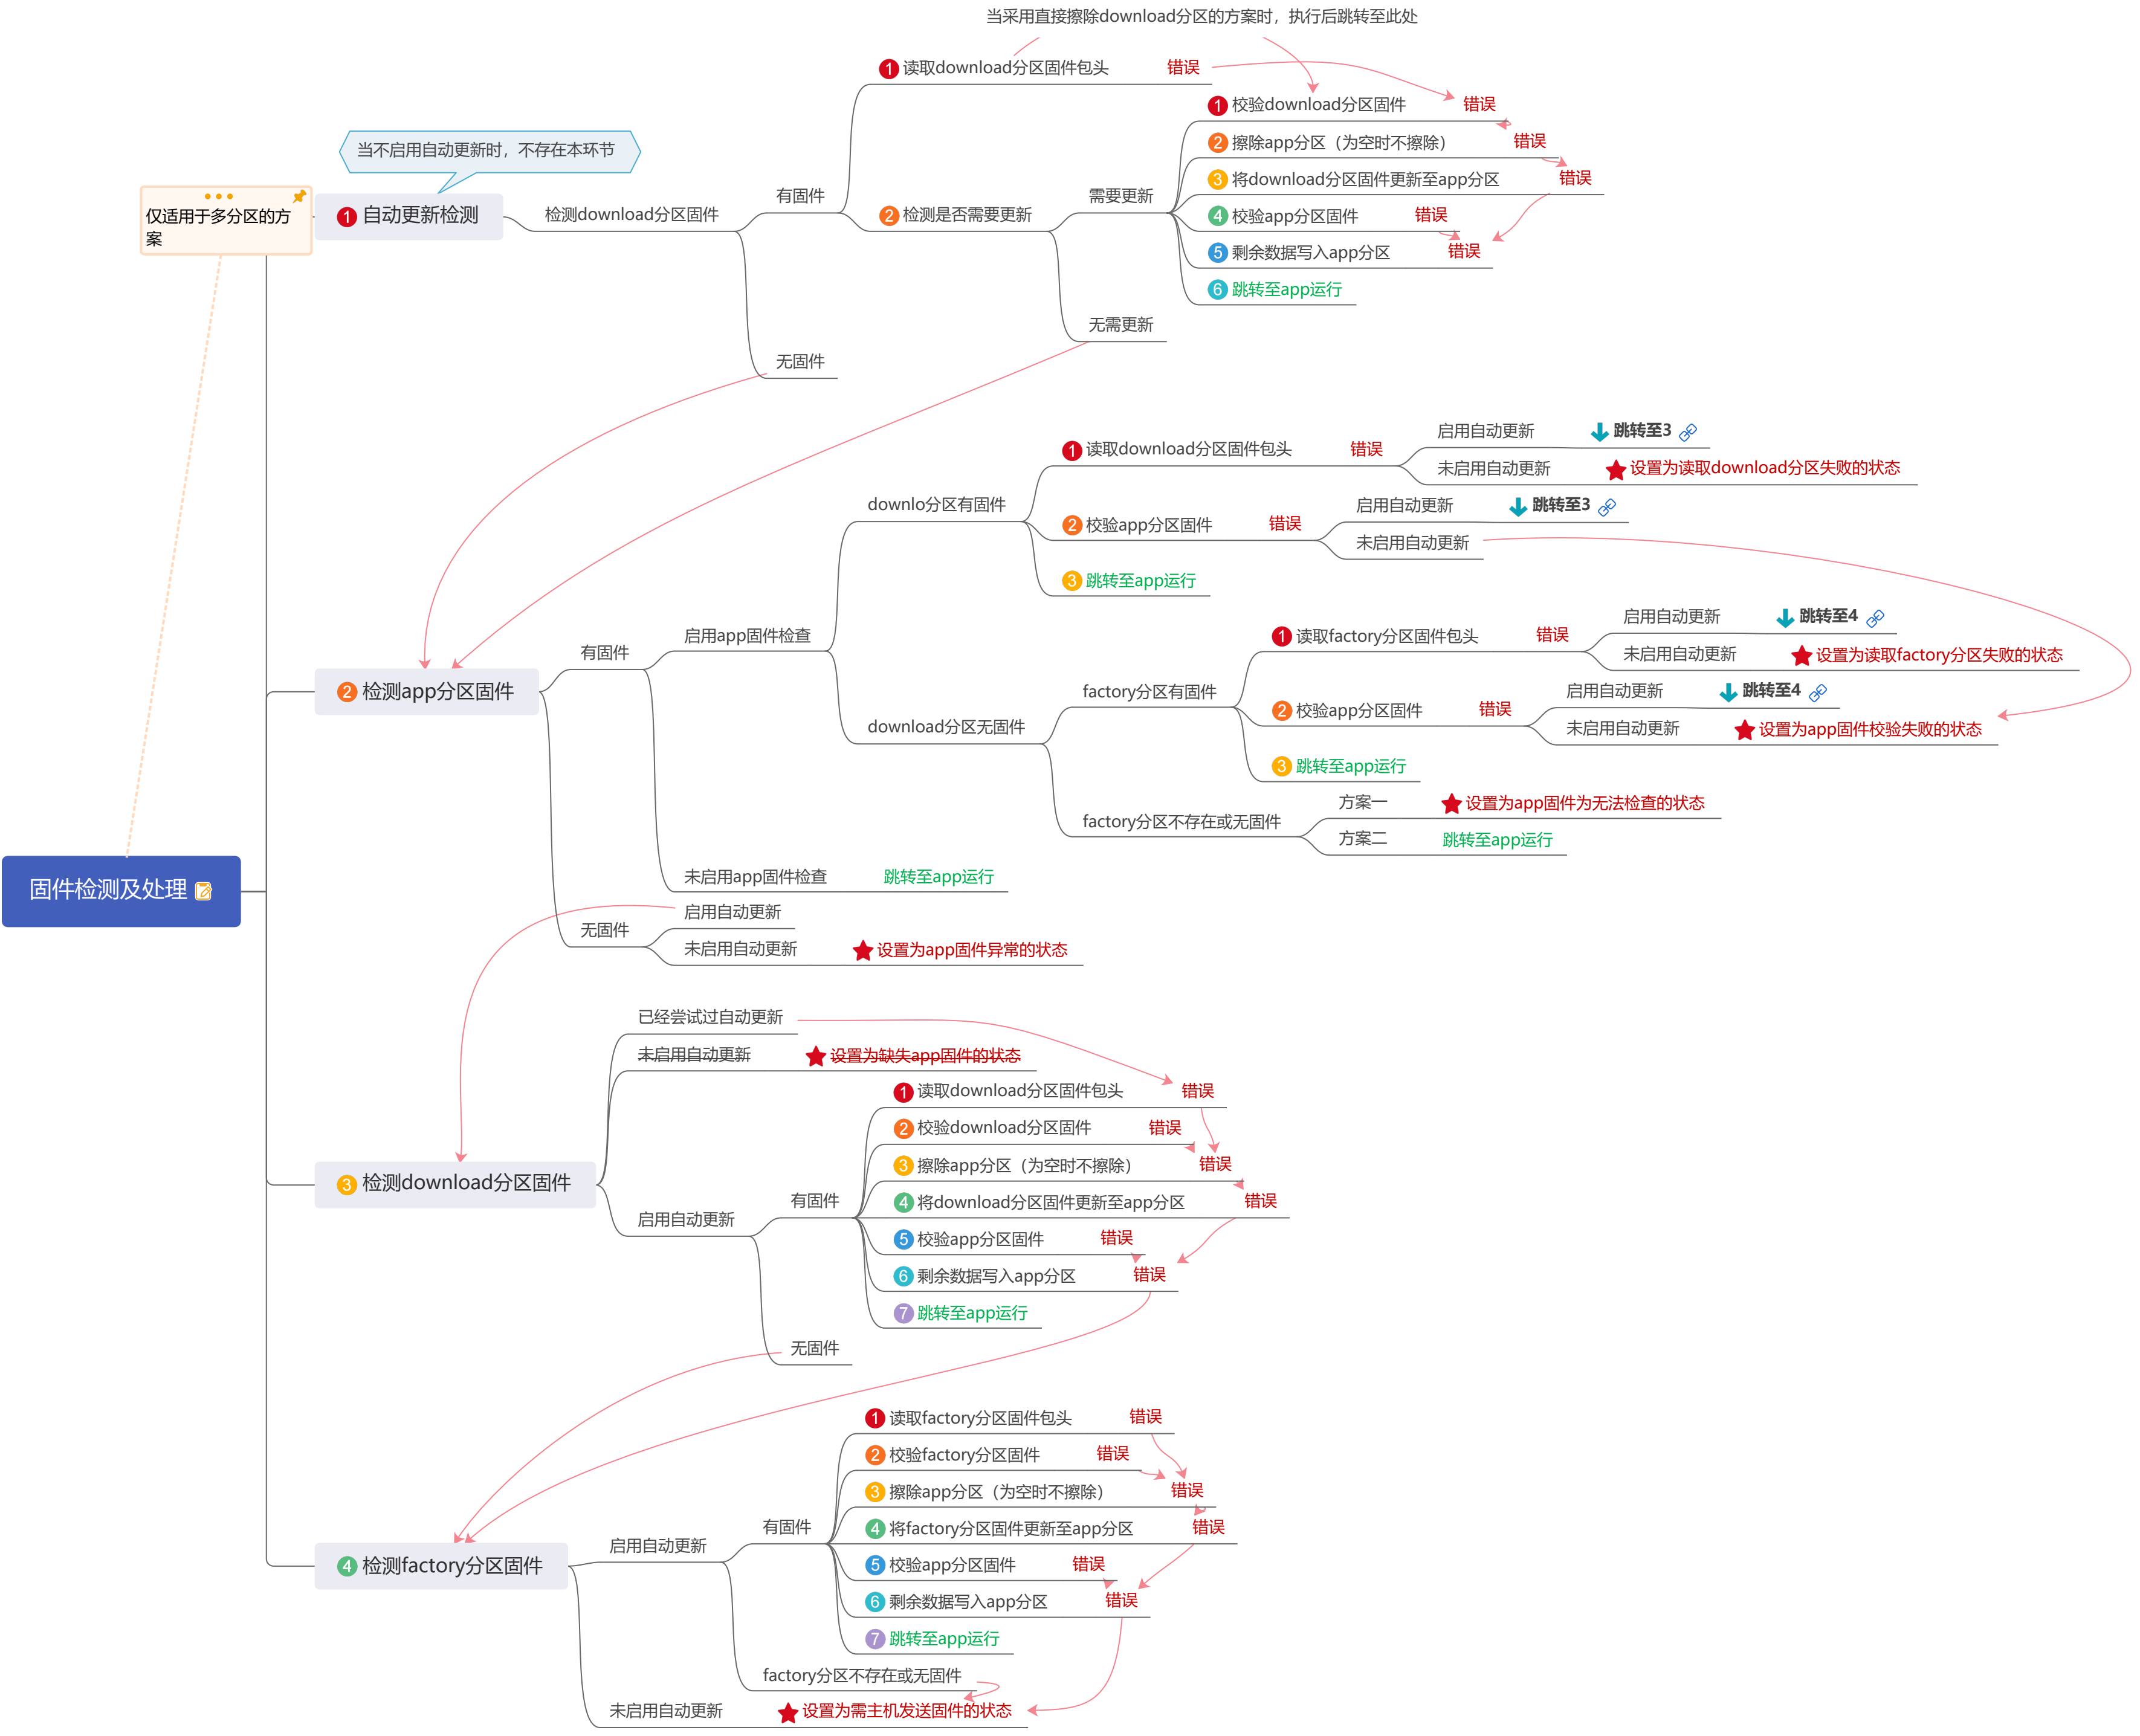 当采用直接擦除download分区的方案时，执行后跳转至此处
1 读取download分区固件包头 错误
1 校验download分区固件 错误
当不启用自动更新时，不存在本环节
2 擦除app分区（为空时不擦除） 错误
3 将download分区固件更新至app分区 错误
仅适用于多分区的方
案
1 自动更新检测
检测download分区固件
有固件
2 检测是否需要更新
需要更新
4 校验app分区固件 错误
5 剩余数据写入app分区 错误
6 跳转至app运行
无需更新
无固件
固件检测及处理
2 检测app分区固件
有固件
启用app固件检查
downlo分区有固件
1 读取download分区固件包头 错误
启用自动更新 跳转至3
未启用自动更新 设置为读取download分区失败的状态
2 校验app分区固件 错误
启用自动更新 跳转至3
未启用自动更新
3 跳转至app运行
download分区无固件
factory分区有固件
1 读取factory分区固件包头 错误
启用自动更新 跳转至4
未启用自动更新 设置为读取factory分区失败的状态
2 校验app分区固件 错误
启用自动更新 跳转至4
未启用自动更新 设置为app固件校验失败的状态
3 跳转至app运行
factory分区不存在或无固件
方案一 设置为app固件为无法检查的状态
方案二 跳转至app运行
未启用app固件检查 跳转至app运行
无固件
启用自动更新
未启用自动更新 设置为app固件异常的状态
3 检测download分区固件
已经尝试过自动更新
未启用自动更新 设置为缺失app固件的状态
启用自动更新
有固件
1 读取download分区固件包头 错误
2 校验download分区固件 错误
3 擦除app分区（为空时不擦除） 错误
4 将download分区固件更新至app分区 错误
5 校验app分区固件 错误
6 剩余数据写入app分区 错误
7 跳转至app运行
无固件
4 检测factory分区固件
启用自动更新
有固件
1 读取factory分区固件包头 错误
2 校验factory分区固件 错误
3 擦除app分区（为空时不擦除） 错误
4 将factory分区固件更新至app分区 错误
5 校验app分区固件 错误
6 剩余数据写入app分区 错误
7 跳转至app运行
factory分区不存在或无固件
未启用自动更新 设置为需主机发送固件的状态